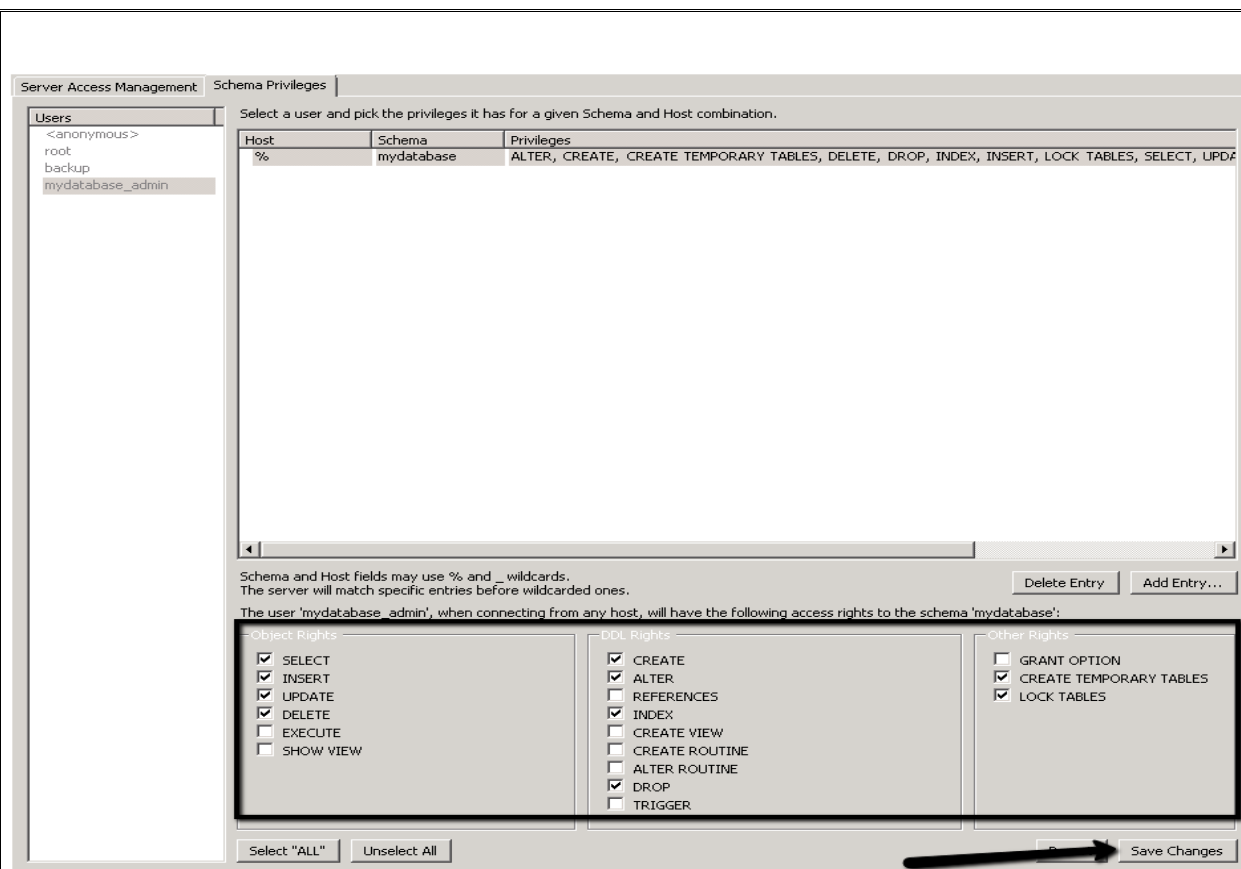 Server Access Management Schema Privileges
Users
<anonymous>
root
backup
mydatabase_admin
Select a user and pick the privileges it has for a given Schema and Host combination.
Host Schema Privileges
% mydatabase ALTER, CREATE, CREATE TEMPORARY TABLES, DELETE, DROP, INDEX, INSERT, LOCK TABLES, SELECT, UPDA
Schema and Host fields may use % and _ wildcards.
The server will match specific entries before wildcarded ones.
Delete Entry Add Entry...
The user 'mydatabase_admin', when connecting from any host, will have the following access rights to the schema 'mydatabase':
Object Rights
SELECT
INSERT
UPDATE
DELETE
EXECUTE
SHOW VIEW
DDL Rights
CREATE
ALTER
REFERENCES
INDEX
CREATE VIEW
CREATE ROUTINE
ALTER ROUTINE
DROP
TRIGGER
Other Rights
GRANT OPTION
CREATE TEMPORARY TABLES
LOCK TABLES
Select "ALL" Unselect All Save Changes